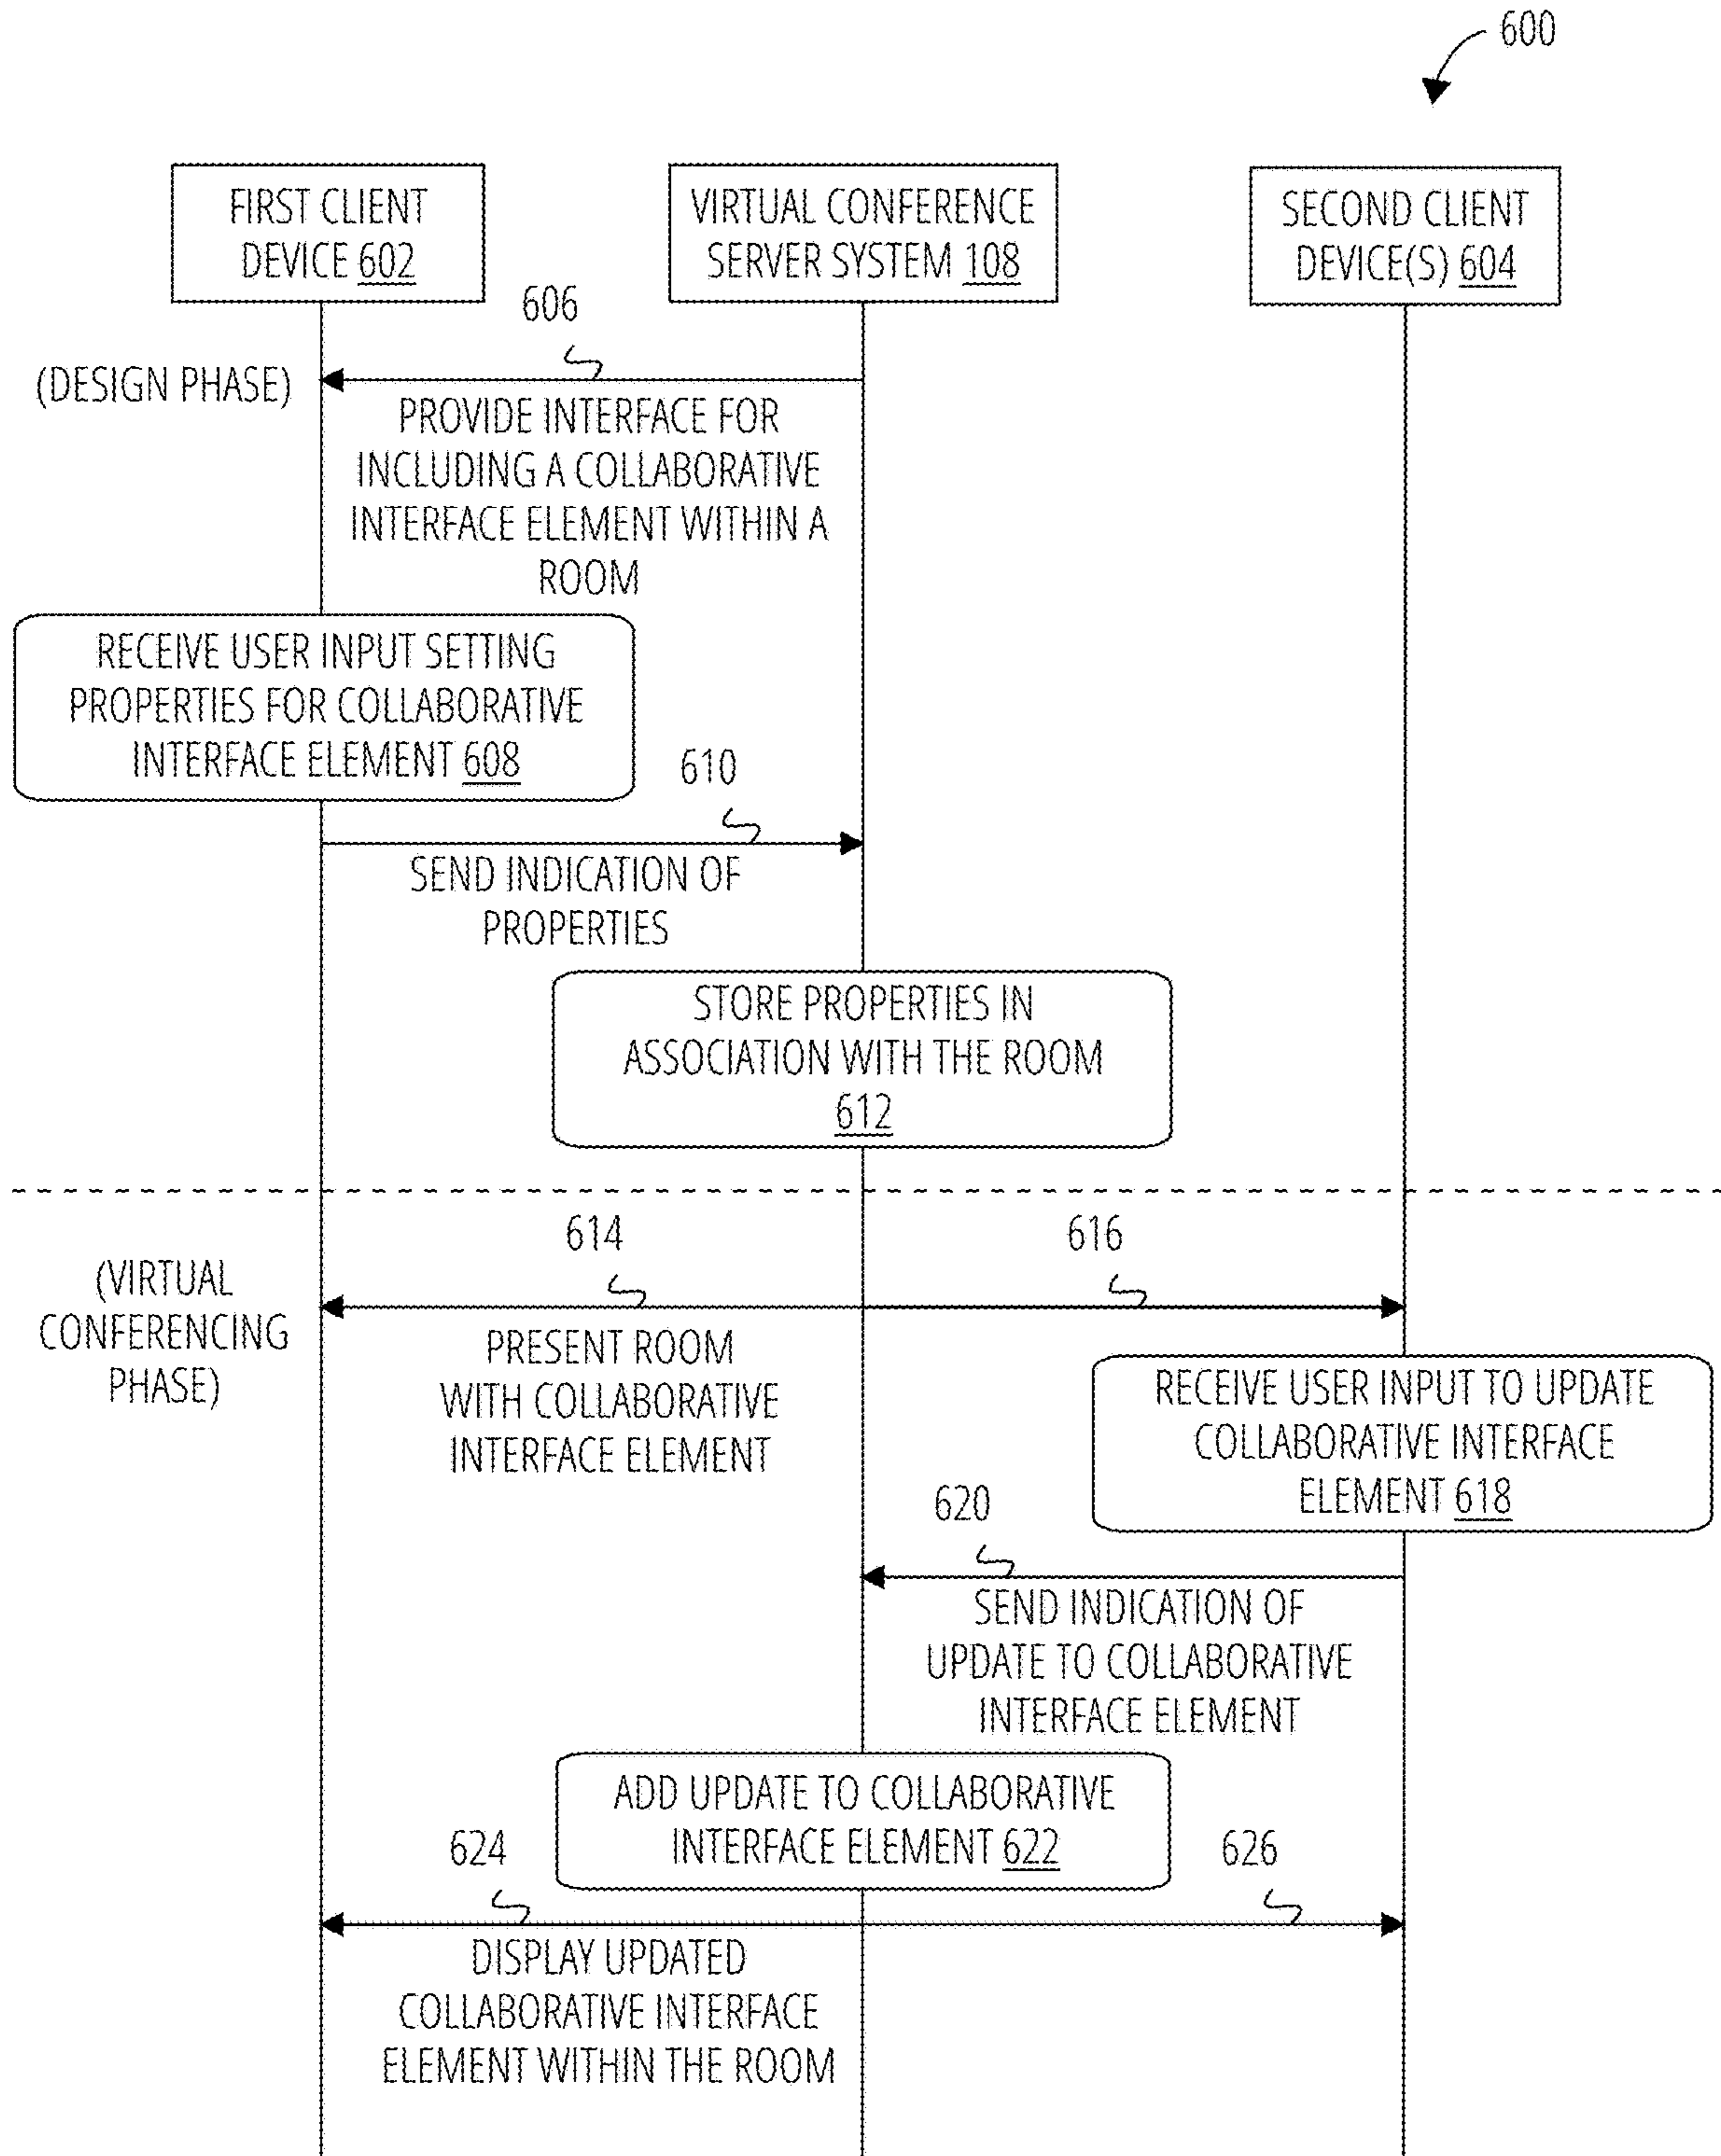 600
FIRST CLIENT
DEVICE 602
VIRTUAL CONFERENCE
SERVER SYSTEM 108
SECOND CLIENT
DEVICE(S) 604
606
(DESIGN PHASE)
PROVIDE INTERFACE FOR
INCLUDING A COLLABORATIVE
INTERFACE ELEMENT WITHIN A
ROOM
RECEIVE USER INPUT SETTING
PROPERTIES FOR COLLABORATIVE
INTERFACE ELEMENT 608
610
SEND INDICATION OF
PROPERTIES
STORE PROPERTIES IN
ASSOCIATION WITH THE ROOM
612
614
616
(VIRTUAL
CONFERENCING
PHASE)
PRESENT ROOM
WITH COLLABORATIVE
INTERFACE ELEMENT
RECEIVE USER INPUT TO UPDATE
COLLABORATIVE INTERFACE
ELEMENT 618
620
SEND INDICATION OF
UPDATE TO COLLABORATIVE
INTERFACE ELEMENT
ADD UPDATE TO COLLABORATIVE
INTERFACE ELEMENT 622
624
626
DISPLAY UPDATED
COLLABORATIVE INTERFACE
ELEMENT WITHIN THE ROOM